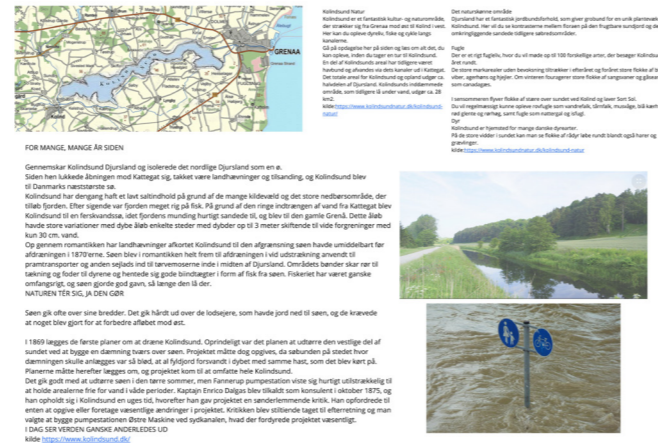 GRENAA
Kolindsund Natur
Kolindsund er et fantastisk kultur- og naturområde,
der strækker sig fra Grenaa mod øst til Kolind i vest.
Her kan du opleve dyreliv, fiske og cykle langs
kanalerne.
Gå på opdagelse her på siden og læs om alt det, du
kan opleve, inden du tager en tur til Kolindsund.
En del af Kolindsunds areal har tidligere været
havbund og afvandes via dets kanaler ud i Kattegat.
Det totale areal for Kolindsund og opland udgør ca.
halvdelen af Djursland. Kolindsunds inddæmmede
område, som tidligere lå under vand, udgør ca. 28
km2.
kilde:https://www.kolindsundnatur.dk/kolindsund-
natur/
Det naturskønne område
Djursland har et fantastisk jordbundsforhold, som giver grobund for en unik plantevækst
Kolindsund. Her vil du se kontrasterne mellem floraen på den frugtbare sundjord og de
omkringliggende sandede tidligere søbredsområder.
Fugle
Der er et rigt fugleliv, hvor du vil møde op til 100 forskellige arter, der besøger Kolindsund
året rundt.
De store markarealer uden bevoksning tiltrækker i efteråret og foråret store flokke af
viber, agerhøns og hjejler. Om vinteren fouragerer store flokke af sangsvaner og gåsearter
som canadagæs.
I sensommeren flyver flokke af stære over sundet ved Kolind og laver Sort Sol.
Du vil regelmæssigt kunne opleve rovfugle som vandrefalk, tårnfalk, musvåge, blå kærhøg,
rød glente og rørhøg, samt fugle som nattergal og isfugl.
Dyr
Kolindsund er hjemsted for mange danske dyrearter.
På de store vidder i sundet kan man se flokke af rådyr løbe rundt blandt også harer og
grævlinger.
kilde:https://www.kolindsundnatur.dk/kolindsund-natur
FOR MANGE, MANGE ÅR SIDEN
Gennemskar Kolindsund Djursland og isolerede det nordlige Djursland som en ø.
Siden hen lukkede åbningen mod Kattegat sig, takket være landhævninger og tilsanding, og Kolindsund blev
til Danmarks næststørste sø.
Kolindsund har dengang haft et lavt saltindhold på grund af de mange kildevæld og det store nedbørsområde, der
tilløb fjorden. Efter sigende var fjorden meget rig på fisk. På grund af den ringe indtrængen af vand fra Kattegat blev
Kolindsund til en ferskvandssø, idet fjordens munding hurtigt sandede til, og blev til den gamle Grenå. Dette åløb
havde store variationer med dybe åløb enkelte steder med dybder op til 3 meter skiftende til vide forgreninger med
kun 30 cm. vand.
Op gennem romantikken har landhævninger afkortet Kolindsund til den afgrænsning søen havde umiddelbart før
afdræningen i 1870'erne. Søen blev i romantikken helt frem til afdræningen i vid udstrækning anvendt til
pramtransporter og anden sejlads ind til tørvemoserne inde i midten af Djursland. Områdets bønder skar rør til
tækning og foder til dyrene og hentede sig gode biindtægter i form af fisk fra søen. Fiskeriet har været ganske
omfangsrigt, og søen gjorde god gavn, så længe den lå der.
NATUREN TÉR SIG, JA DEN GØR
Søen gik ofte over sine bredder. Det gik hårdt ud over de lodsejere, som havde jord ned til søen, og de krævede
at noget blev gjort for at forbedre afløbet mod øst.
I 1869 lægges de første planer om at dræne Kolindsund. Oprindeligt var det planen at udtørre den vestlige del af
sundet ved at bygge en dæmning tværs over søen. Projektet måtte dog opgives, da søbunden på stedet hvor
dæmningen skulle anlægges var så blød, at al fyldjord forsvandt i dybet med samme hast, som det blev kørt på.
Planerne måtte herefter lægges om, og projektet kom til at omfatte hele Kolindsund.
Det gik godt med at udtørre søen i den tørre sommer, men Fannerup pumpestation viste sig hurtigt utilstrækkelig til
at holde arealerne frie for vand i våde perioder. Kaptajn Enrico Dalgas blev tilkaldt som konsulent i oktober 1875, og
han opholdt sig i Kolindsund en uges tid, hvorefter han gav projektet en sønderlemmende kritik. Han opfordrede til
enten at opgive eller foretage væsentlige ændringer i projektet. Kritikken blev stiltiende taget til efterretning og man
valgte at bygge pumpestationen Østre Maskine ved sydkanalen, hvad der fordyrede projektet væsentligt.
I DAG SER VERDEN GANSKE ANDERLEDES UD
kilde https://www.kolindsund.dk/